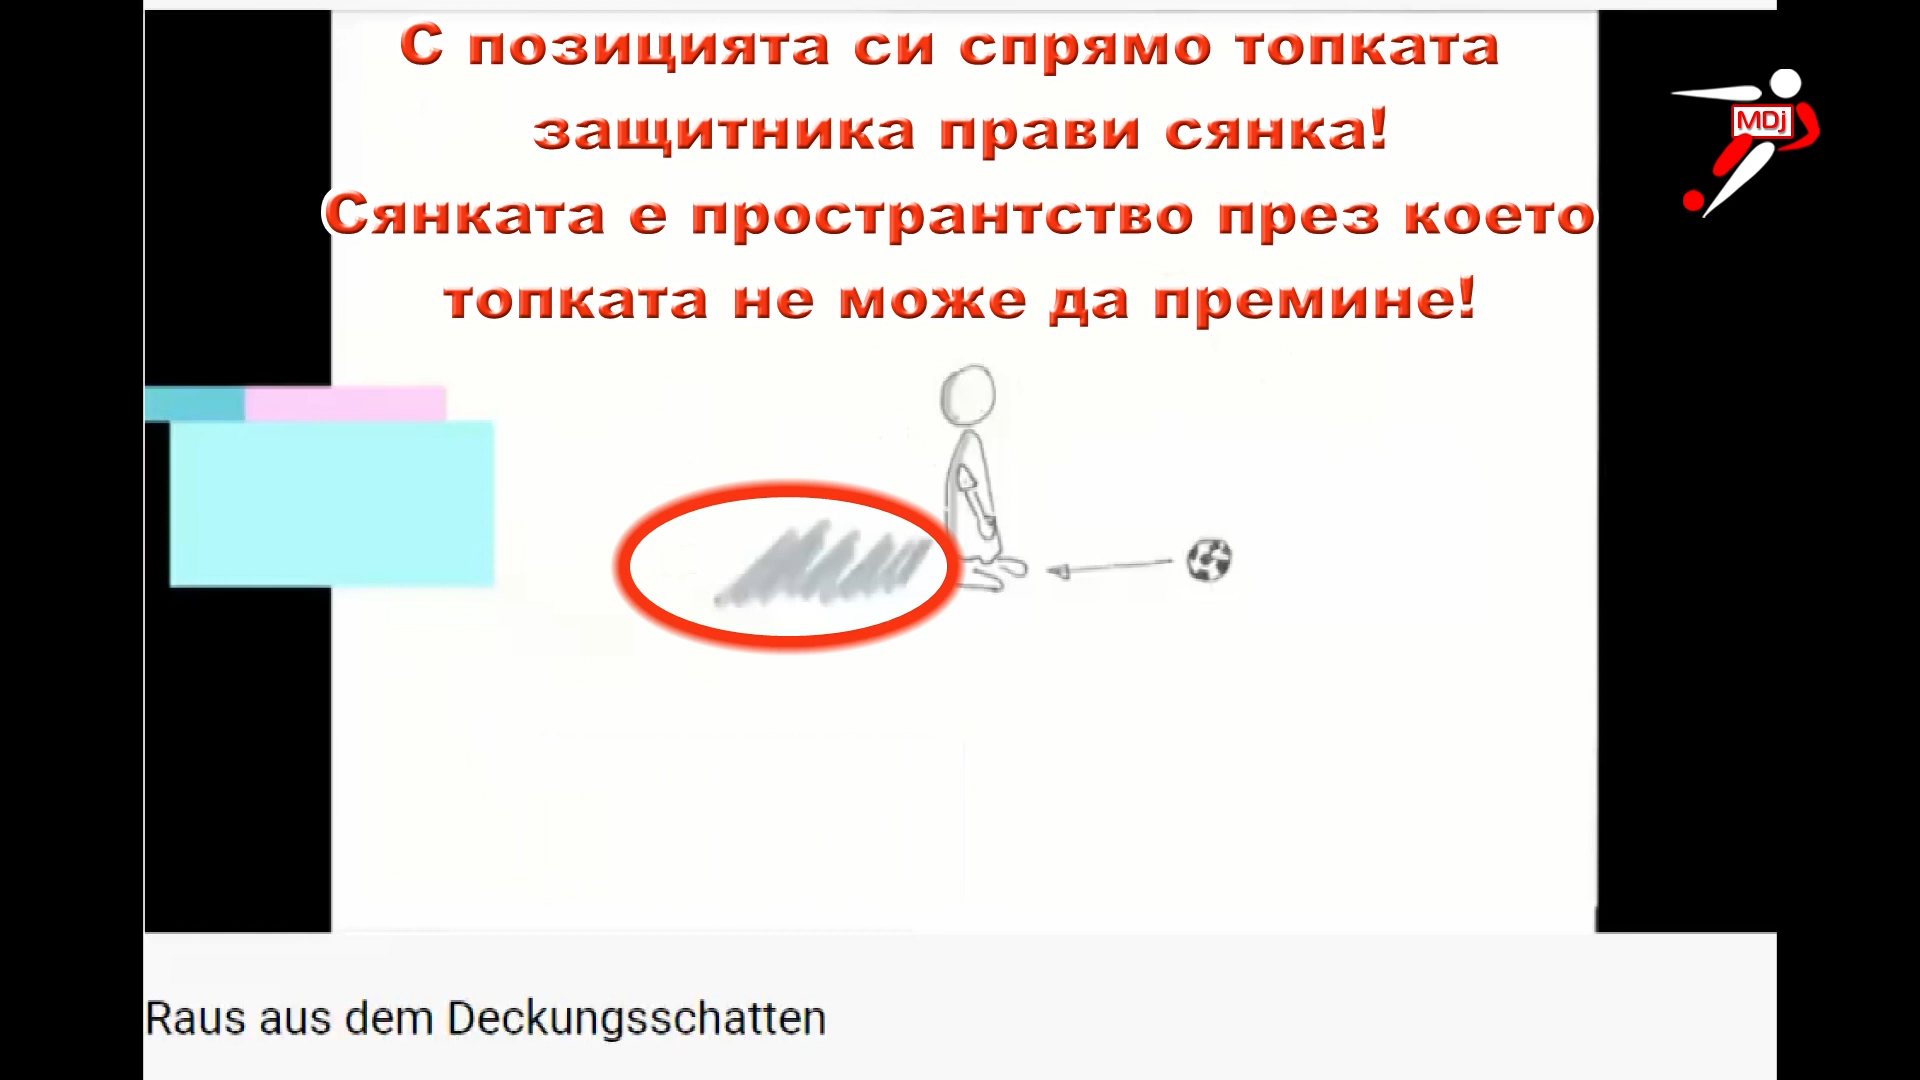 С позицията си спрямо топката
защитника прави сянка!
Сянката е пространтство през което
топката не може да премине!
MDj
Raus aus dem Deckungsschatten